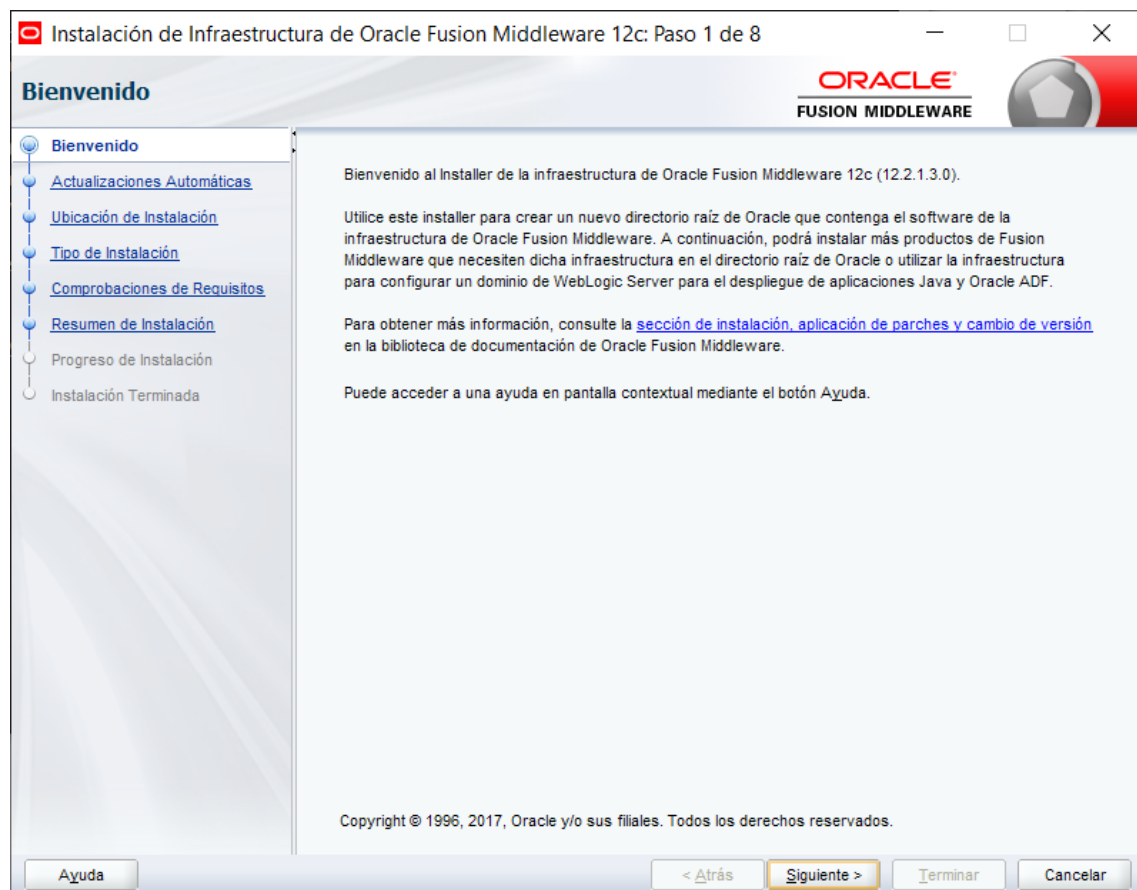 Instalación de Infraestructura de Oracle Fusion Middleware 12c: Paso 1 de 8
Bienvenido
ORACLE
FUSION MIDDLEWARE
Bienvenido
Actualizaciones Automáticas
Ubicación de Instalación
Tipo de Instalación
Comprobaciones de Requisitos
Resumen de Instalación
Progreso de Instalación
Instalación Terminada
Bienvenido al Installer de la infraestructura de Oracle Fusion Middleware 12c (12.2.1.3.0).
Utilice este installer para crear un nuevo directorio raíz de Oracle que contenga el software de la
infraestructura de Oracle Fusion Middleware. A continuación, podrá instalar más productos de Fusion
Middleware que necesiten dicha infraestructura en el directorio raíz de Oracle o utilizar la infraestructura
para configurar un dominio de WebLogic Server para el despliegue de aplicaciones Java y Oracle ADF.
Para obtener más información, consulte la sección de instalación, aplicación de parches y cambio de versión
en la biblioteca de documentación de Oracle Fusion Middleware.
Puede acceder a una ayuda en pantalla contextual mediante el botón Ayuda.
Copyright © 1996, 2017, Oracle y/o sus filiales. Todos los derechos reservados.
Ayuda
< Atrás
Siguiente >
Terminar
Cancelar